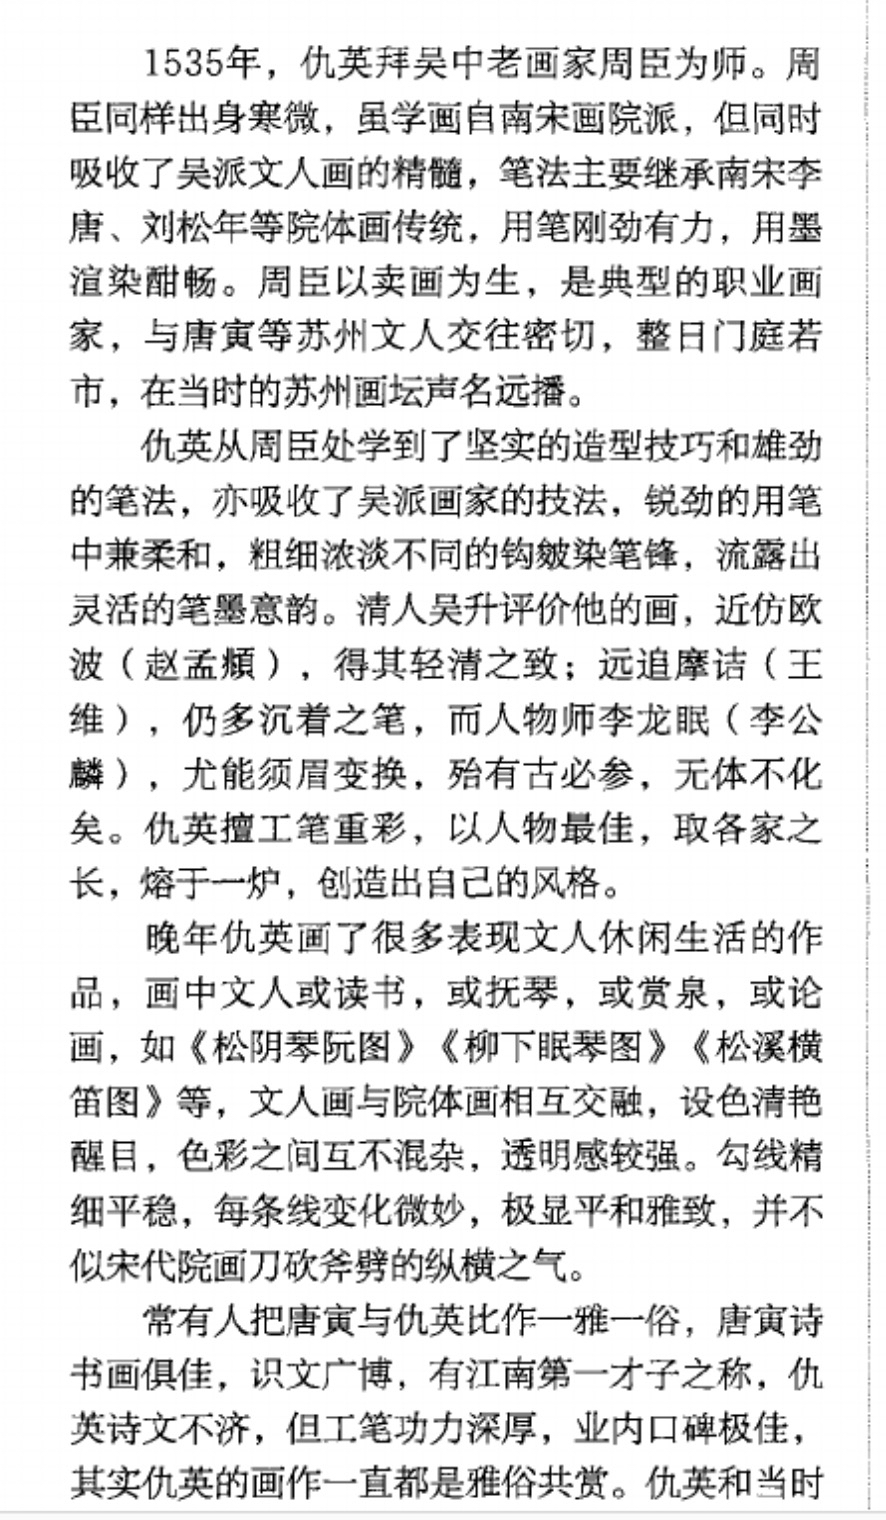 1535年，仇英拜吴中老画家周臣为师。周
臣同样出身寒微，虽学画自南宋画院派，但同时
吸收了吴派文人画的精髓，笔法主要继承南宋李
唐、刘松年等院体画传统，用笔刚劲有力，用墨
渲染酣畅。周臣以卖画为生，是典型的职业画
家，与唐寅等苏州文人交往密切，整日门庭若
市，在当时的苏州画坛声名远播。
仇英从周臣处学到了坚实的造型技巧和雄劲
的笔法，亦吸收了吴派画家的技法，锐劲的用笔
中兼柔和，粗细浓淡不同的钩皴染笔锋，流露出
灵活的笔墨意韵。清人吴升评价他的画，近仿欧
波（赵孟頫），得其轻清之致；远追摩诘（王
维），仍多沉着之笔，而人物师李龙眠（李公
麟），尤能须眉变换，殆有古必参，无体不化
矣。仇英擅工笔重彩，以人物最佳，取各家之
长，熔于一炉，创造出自己的风格。
晚年仇英画了很多表现文人休闲生活的作
品，画中文人或读书，或抚琴，或赏泉，或论
画，如《松阴琴阮图》《柳下眠琴图》《松溪横
笛图》等，文人画与院体画相互交融，设色清艳
醒目，色彩之间互不混杂，透明感较强。勾线精
细平稳，每条线变化微妙，极显平和雅致，并不
似宋代院画刀砍斧劈的纵横之气。
常有人把唐寅与仇英比作一雅一俗，唐寅诗
书画俱佳，识文广博，有江南第一才子之称，仇
英诗文不济，但工笔功力深厚，业内口碑极佳，
其实仇英的画作一直都是雅俗共赏。仇英和当时